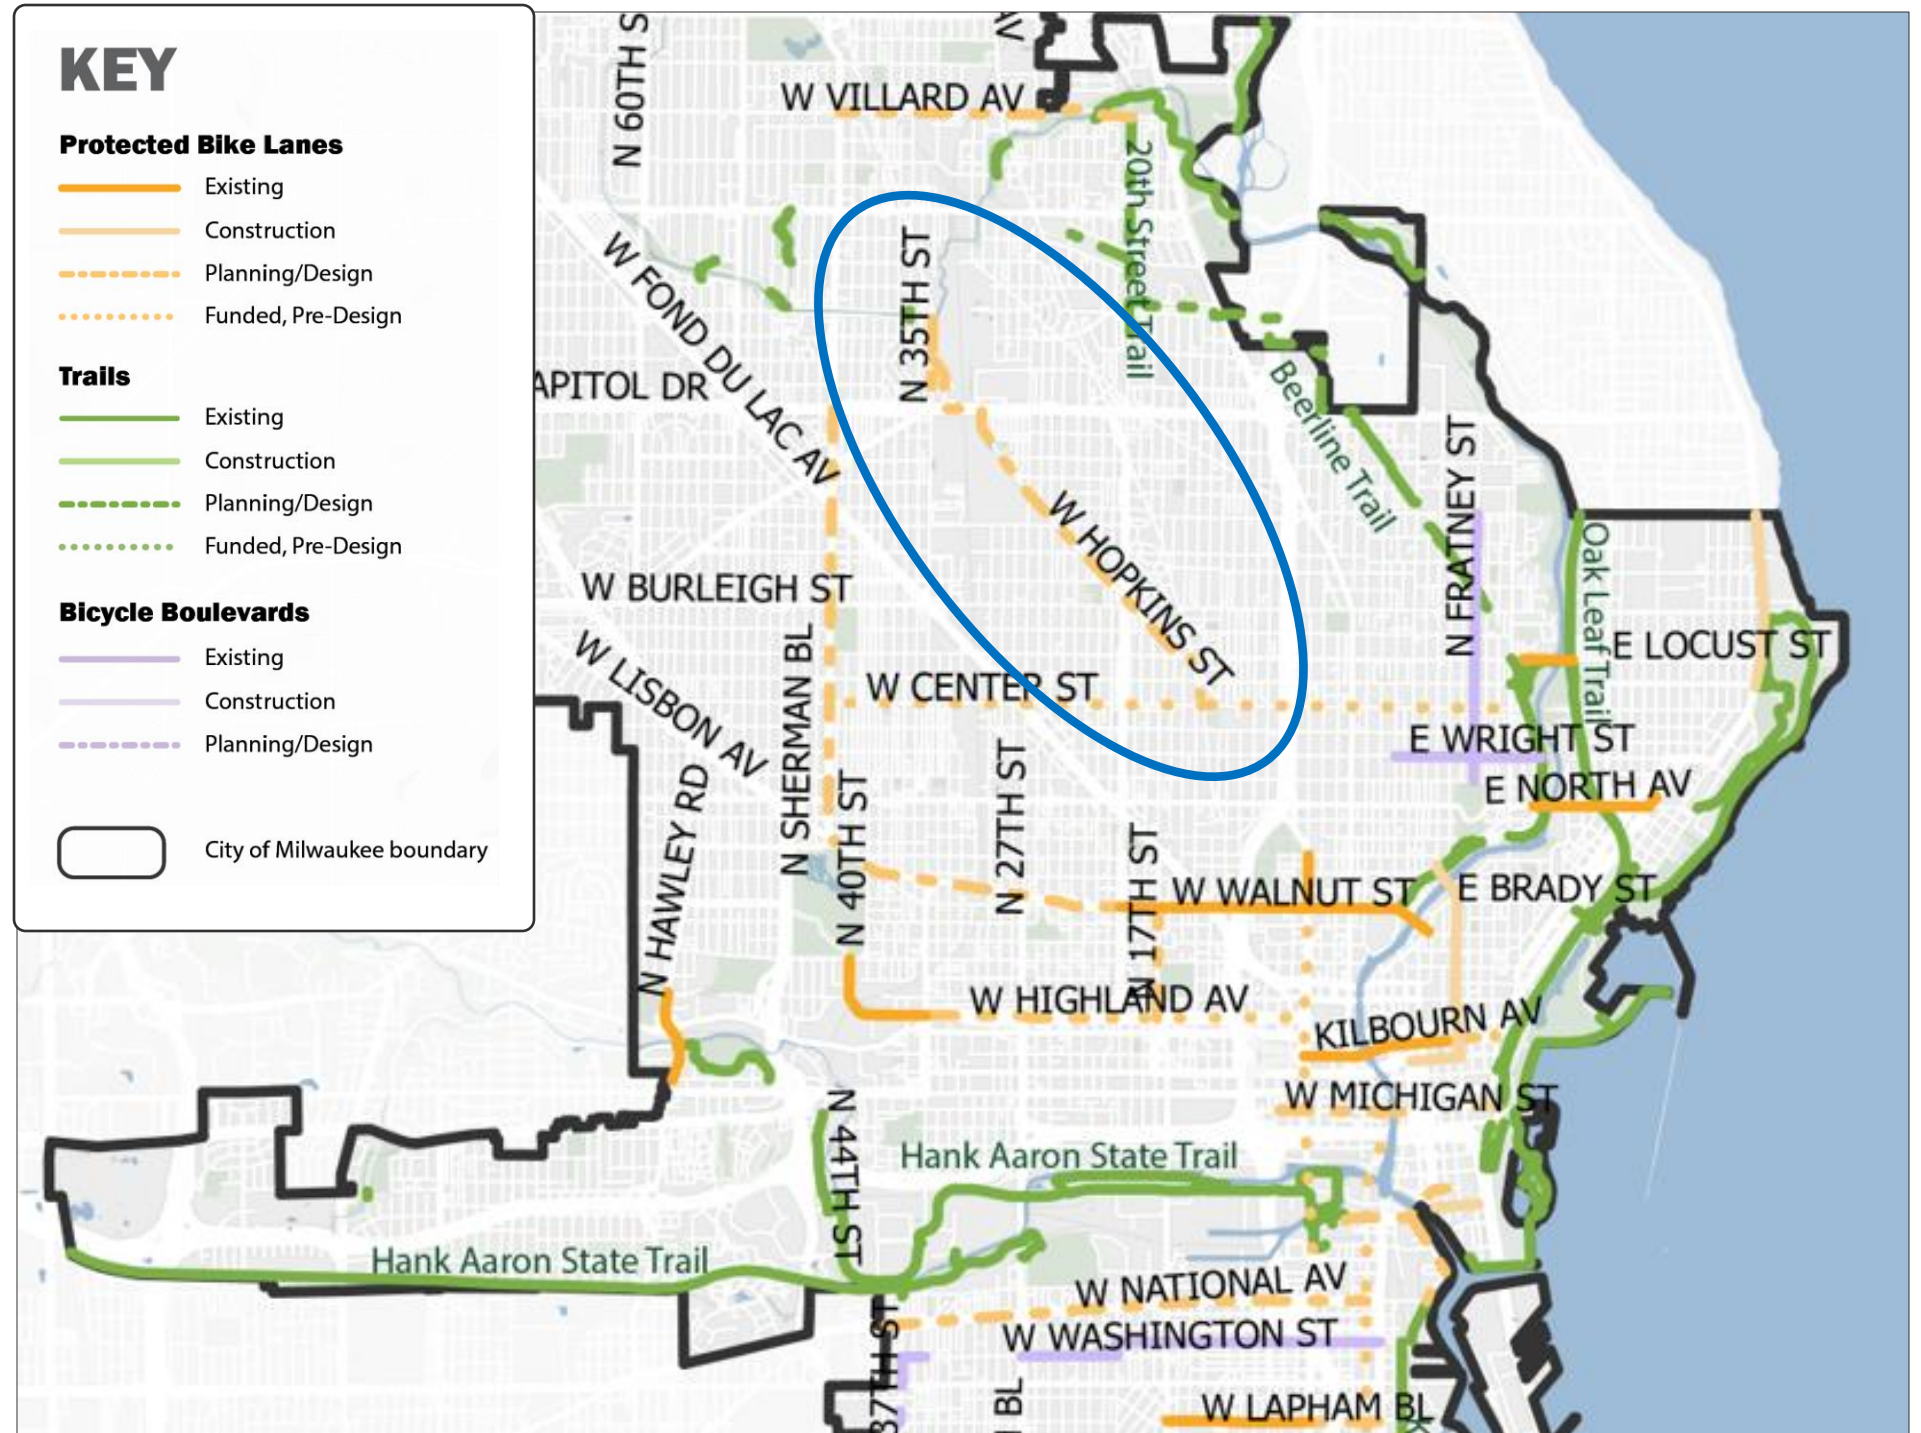 KEY
Protected Bike Lanes
Existing
Construction
Planning/Design
Funded, Pre-Design
Trails
Existing
Construction
Planning/Design
Funded, Pre-Design
Bicycle Boulevards
Existing
Construction
Planning/Design
City of Milwaukee boundary
N 60TH S
AV
W VILLARD AV
20th Street Trail
W FOND DU LAC AV
N 35TH ST
APITOL DR
Beerline Trail
N FRATNEY ST
W HOPKINS ST
Oak Leaf Trail
W BURLEIGH ST
E LOCUST ST
W LISBON AV
N SHERMAN BL
W CENTER ST
E WRIGHT ST
E NORTH AV
N HAWLEY RD
N 40TH ST
N 27TH ST
N 17TH ST
W WALNUT ST
E BRADY ST
W HIGHLAND AV
KILBOURN AV
W MICHIGAN ST
N 44TH ST
Hank Aaron State Trail
Hank Aaron State Trail
W NATIONAL AV
W WASHINGTON ST
37TH ST
BL
W LAPHAM BL
K